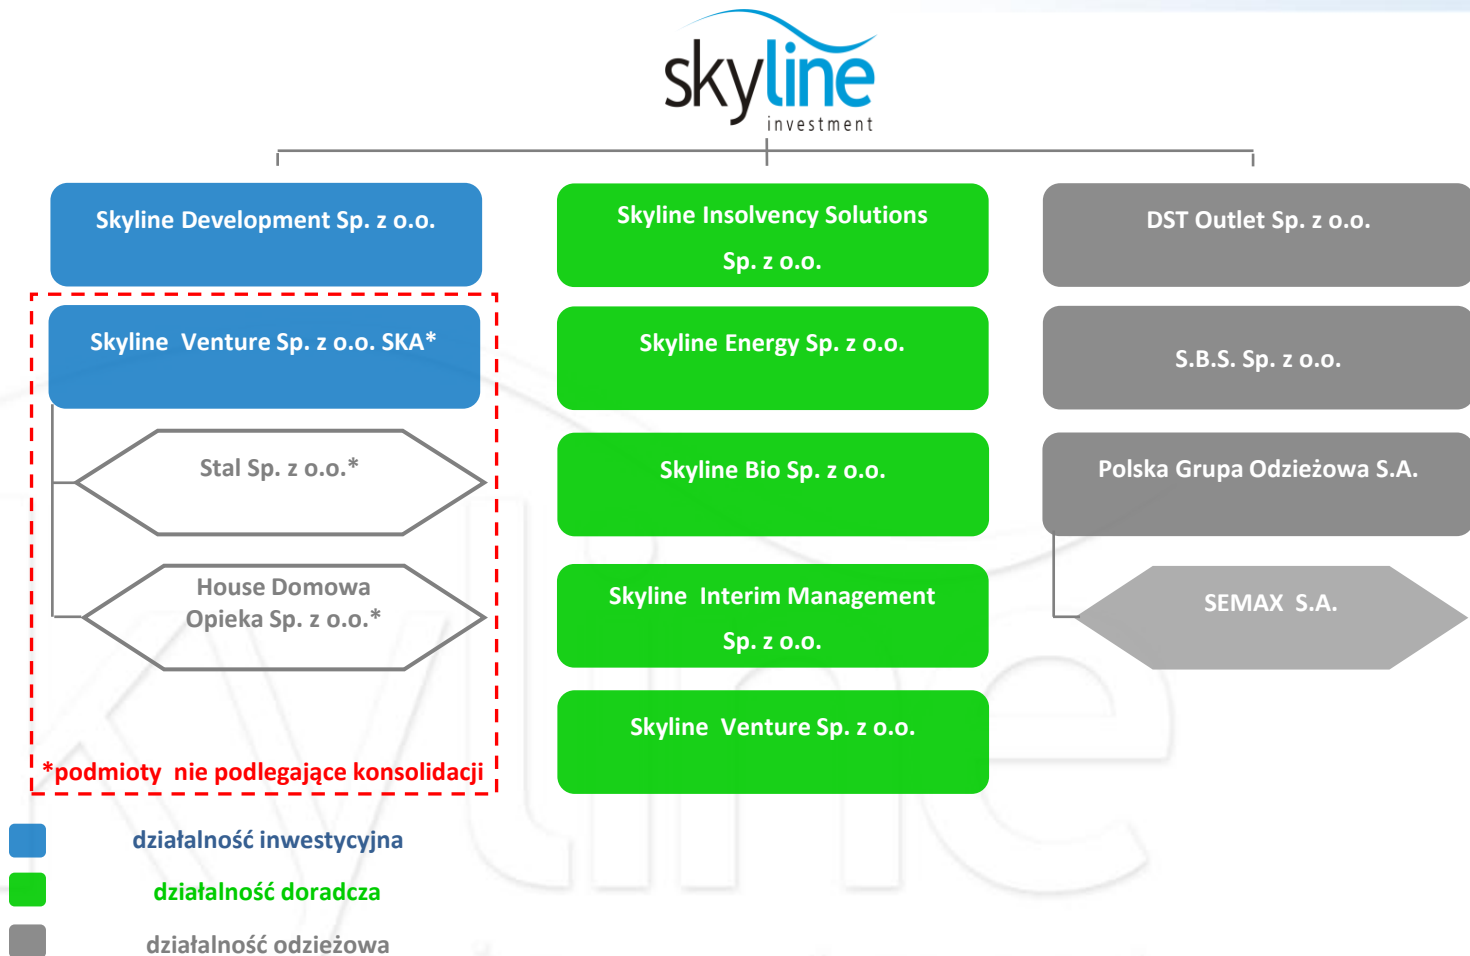 skyline
investment
Skyline Development Sp. z o.o.
Skyline Venture Sp. z o.o. SKA*
Stal Sp. z o.o.*
House Domowa
Opieka Sp. z o.o.*
*podmioty nie podlegające konsolidacji
Skyline Insolvency Solutions
Sp. z o.o.
Skyline Energy Sp. z o.o.
Skyline Bio Sp. z o.o.
Skyline Interim Management
Sp. z o.o.
Skyline Venture Sp. z o.o.
DST Outlet Sp. z o.o.
S.B.S. Sp. z o.o.
Polska Grupa Odzieżowa S.A.
SEMAX S.A.
działalność inwestycyjna
działalność doradcza
działalność odzieżowa